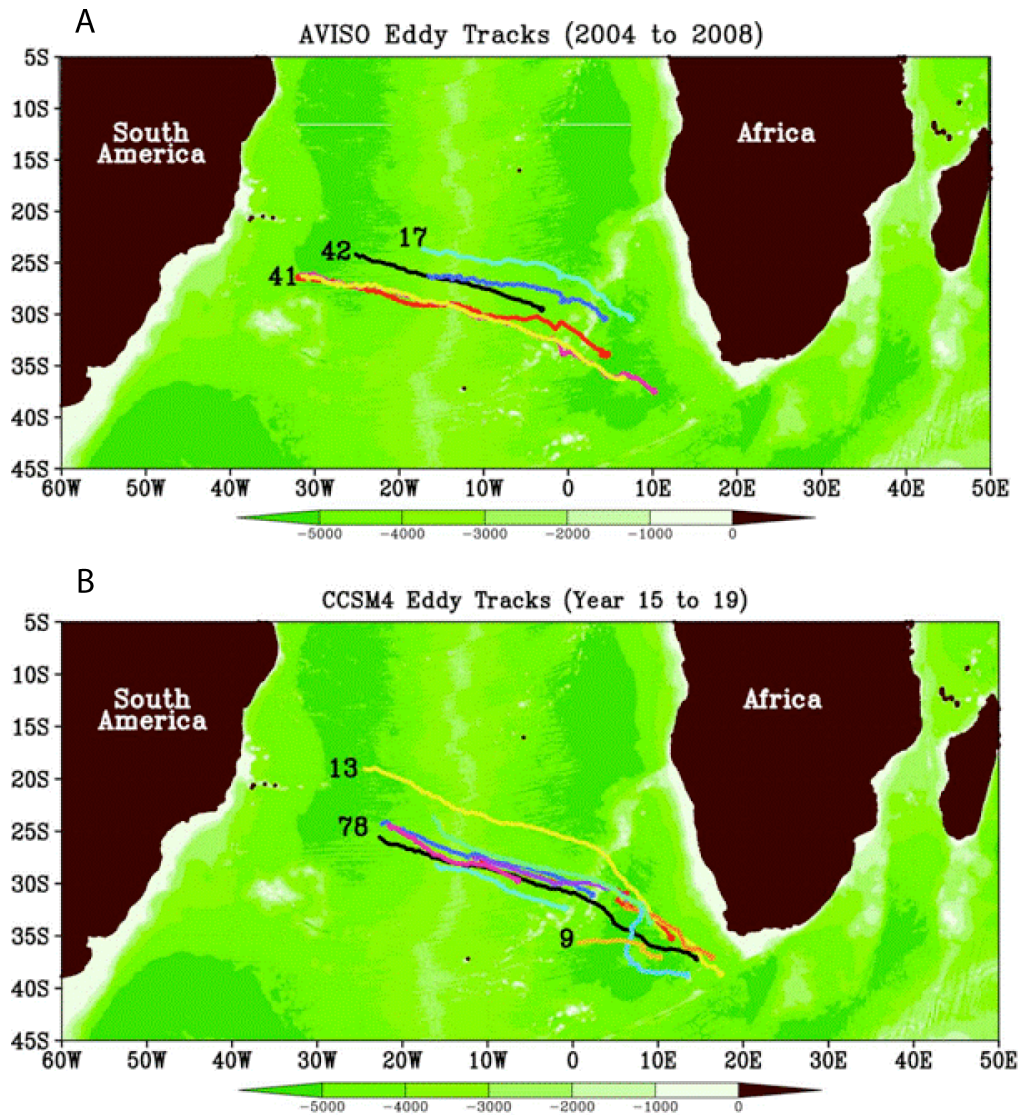 A
AVISO Eddy Tracks (2004 to 2008)
5S
10S
15S
20S
25S
30S
35S
40S
45S
South
America
Africa
17
42
41
60W 50W 40W 30W 20W 10W 0 10E 20E 30E 40E 50E
-5000 -4000 -3000 -2000 -1000 0
B
CCSM4 Eddy Tracks (Year 15 to 19)
5S
10S
15S
20S
25S
30S
35S
40S
45S
South
America
Africa
13
78
9
60W 50W 40W 30W 20W 10W 0 10E 20E 30E 40E 50E
-5000 -4000 -3000 -2000 -1000 0